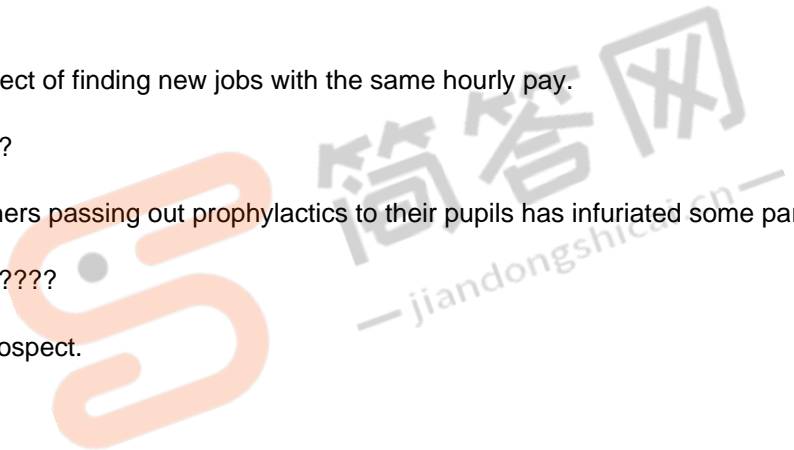 ect of finding new jobs with the same hourly pay.
?
ners passing out prophylactics to their pupils has infuriated some par
????
ospect.
简答网
jiandongshicai.cn